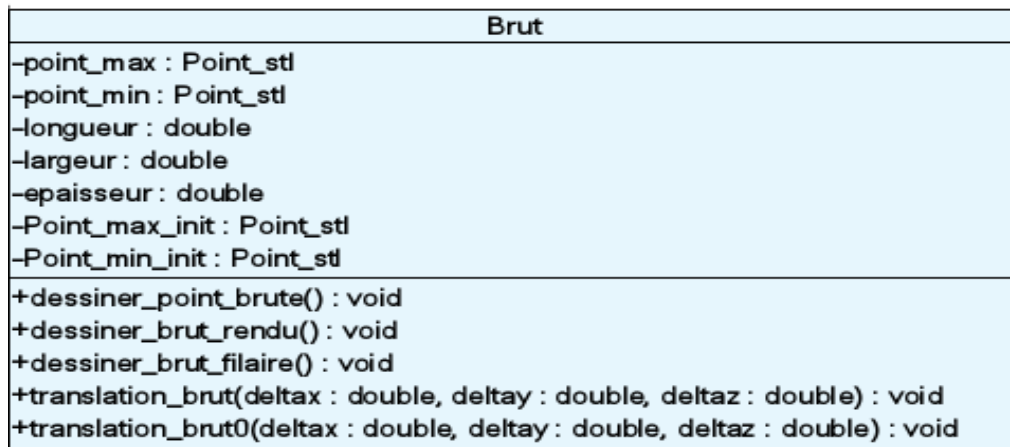 Brut
-point_max : Point_stl
-point_min : Point_stl
-longueur : double
-largeur : double
-epaisseur : double
-Point_max_init : Point_stl
-Point_min_init : Point_stl
+dessiner_point_brute() : void
+dessiner_brut_rendu() : void
+dessiner_brut_filaire() : void
+translation_brut(deltax : double, deltay : double, deltaz : double) : void
+translation_brut0(deltax : double, deltay : double, deltaz : double) : void